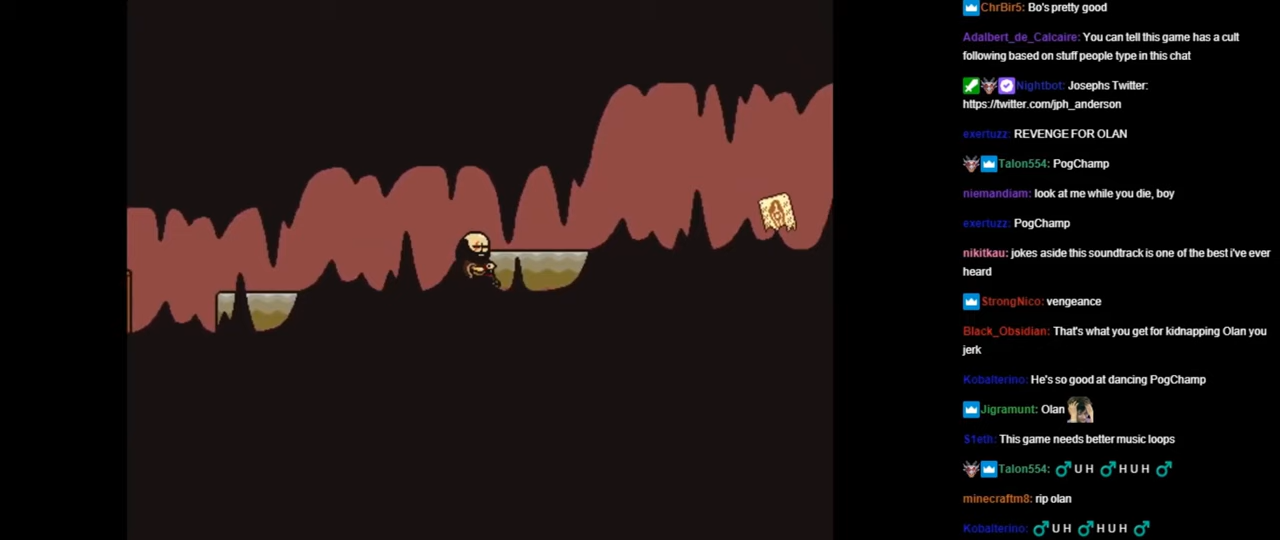 ChrBir5: Bo's pretty good
Adalbert_de_Calcaire: You can tell this game has a cult
following based on stuff people type in this chat
Nightbot: Josephs Twitter:
https://twitter.com/jph_anderson
exertuzz: REVENGE FOR OLAN
Talon554: PogChamp
niemandiam: look at me while you die, boy
exertuzz: PogChamp
nikitkau: jokes aside this soundtrack is one of the best i've ever
heard
StrongNico: vengeance
Black_Obsidian: That's what you get for kidnapping Olan you
jerk
Kobalterino: He's so good at dancing PogChamp
Jigramunt: Olan
S1eth: This game needs better music loops
Talon554: ♂ U H ♂ H U H ♂
minecraftm8: rip olan
Kobalterino: ♂ U H ♂ H U H ♂